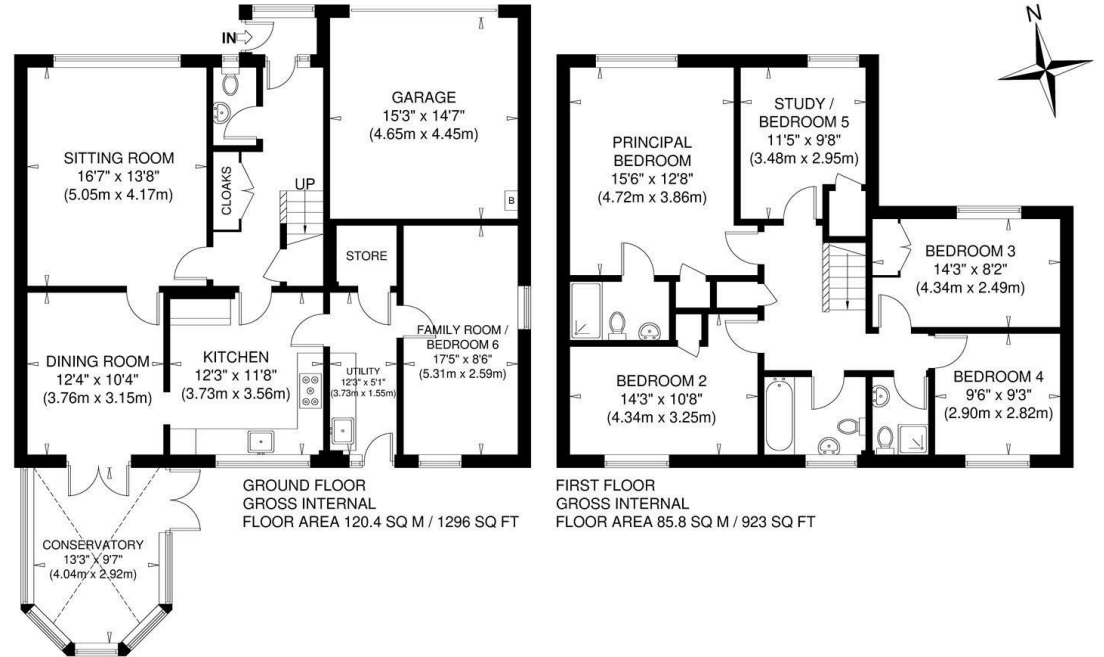 IN
GARAGE
15'3" x 14'7"
(4.65m x 4.45m)
SITTING ROOM
16'7" x 13'8"
(5.05m x 4.17m)
CLOAKS
UP
B
STORE
DINING ROOM
12'4" x 10'4"
(3.76m x 3.15m)
KITCHEN
12'3" x 11'8"
(3.73m x 3.56m)
UTILITY
12'3" x 5'1"
(3.73m x 1.55m)
FAMILY ROOM /
BEDROOM 6
17'5" x 8'6"
(5.31m x 2.59m)
CONSERVATORY
13'3" x 9'7"
(4.04m x 2.92m)
GROUND FLOOR
GROSS INTERNAL
FLOOR AREA 120.4 SQ M / 1296 SQ FT
N
PRINCIPAL
BEDROOM
15'6" x 12'8"
(4.72m x 3.86m)
STUDY /
BEDROOM 5
11'5" x 9'8"
(3.48m x 2.95m)
BEDROOM 3
14'3" x 8'2"
(4.34m x 2.49m)
BEDROOM 2
14'3" x 10'8"
(4.34m x 3.25m)
BEDROOM 4
9'6" x 9'3"
(2.90m x 2.82m)
FIRST FLOOR
GROSS INTERNAL
FLOOR AREA 85.8 SQ M / 923 SQ FT